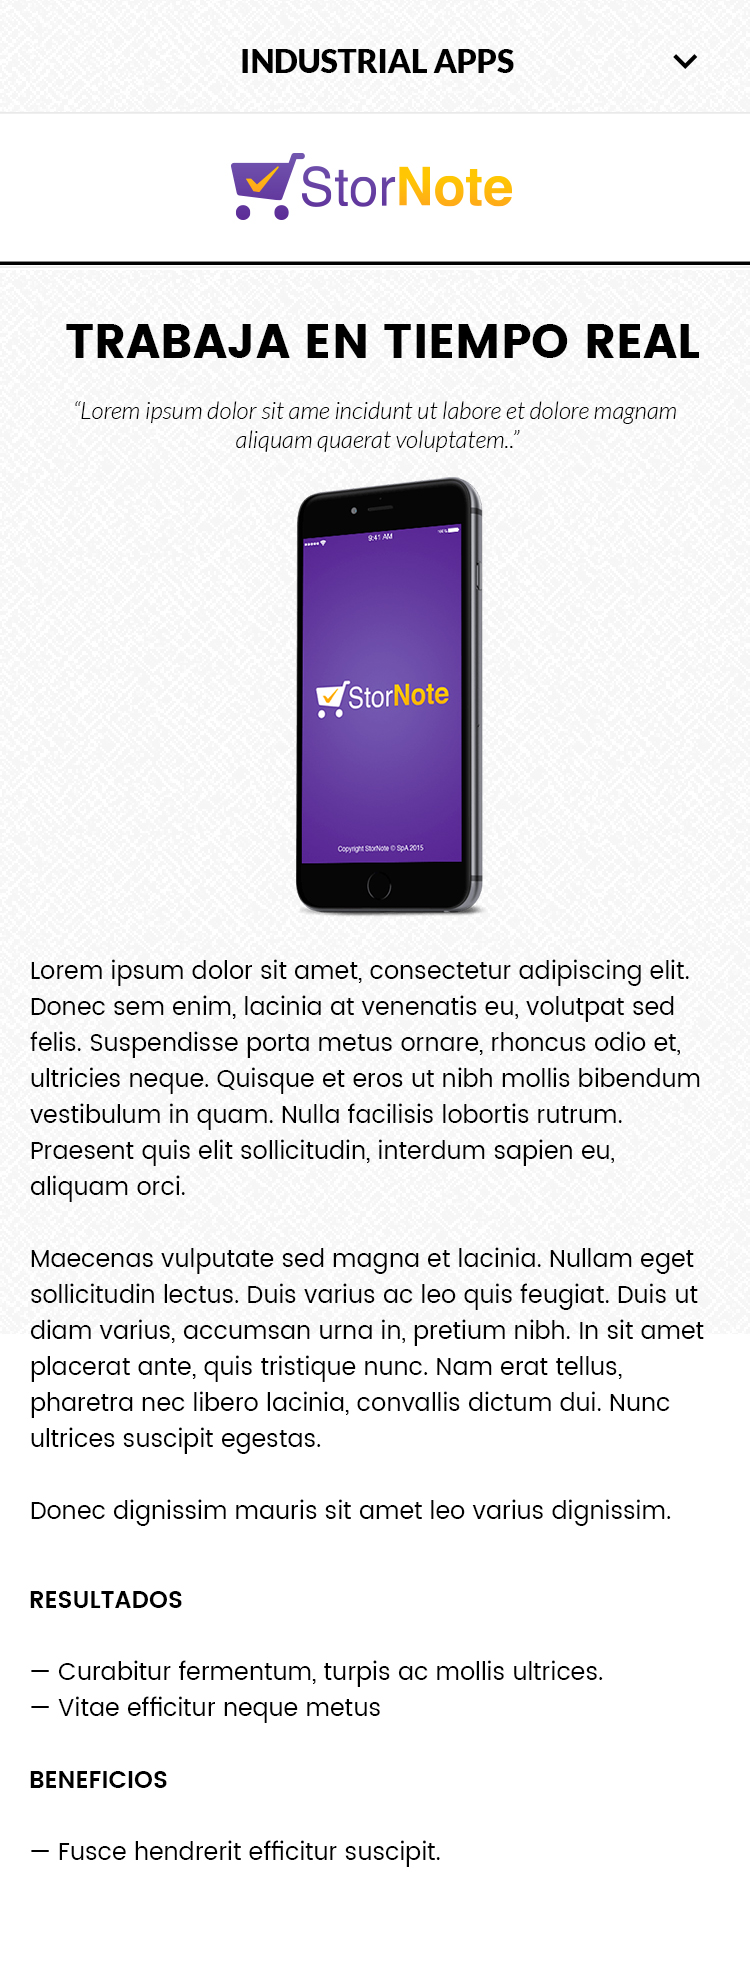 INDUSTRIAL APPS
StorNote
TRABAJA EN TIEMPO REAL
“Lorem ipsum dolor sit ame incidunt ut labore et dolore magnam
aliquam quaerat voluptatem..”
9:41 AM
100 %
StorNote
Copyright StorNote © SpA 2015
Lorem ipsum dolor sit amet, consectetur adipiscing elit.
Donec sem enim, lacinia at venenatis eu, volutpat sed
felis. Suspendisse porta metus ornare, rhoncus odio et,
ultricies neque. Quisque et eros ut nibh mollis bibendum
vestibulum in quam. Nulla facilisis lobortis rutrum.
Praesent quis elit sollicitudin, interdum sapien eu,
aliquam orci.
Maecenas vulputate sed magna et lacinia. Nullam eget
sollicitudin lectus. Duis varius ac leo quis feugiat. Duis ut
diam varius, accumsan urna in, pretium nibh. In sit amet
placerat ante, quis tristique nunc. Nam erat tellus,
pharetra nec libero lacinia, convallis dictum dui. Nunc
ultrices suscipit egestas.
Donec dignissim mauris sit amet leo varius dignissim.
RESULTADOS
— Curabitur fermentum, turpis ac mollis ultrices.
— Vitae efficitur neque metus
BENEFICIOS
— Fusce hendrerit efficitur suscipit.